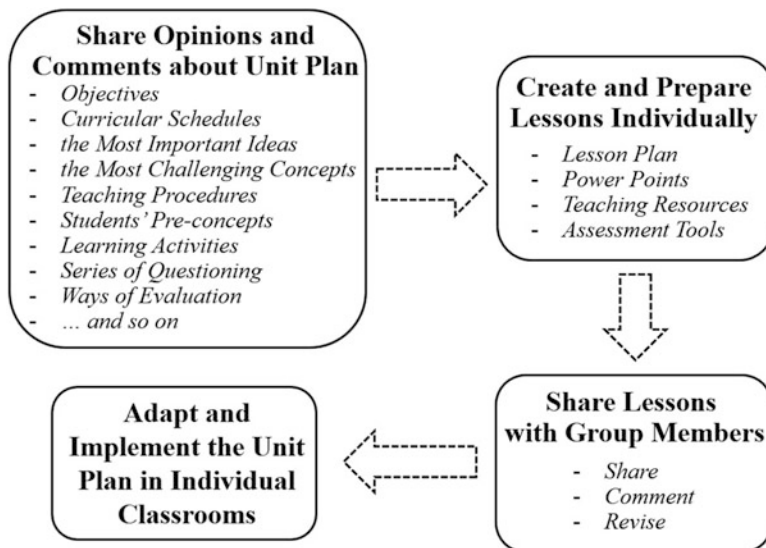 Share Opinions and
Comments about Unit Plan
- Objectives
- Curricular Schedules
- the Most Important Ideas
- the Most Challenging Concepts
- Teaching Procedures
- Students' Pre-concepts
- Learning Activities
- Series of Questioning
- Ways of Evaluation
- … and so on
Create and Prepare
Lessons Individually
- Lesson Plan
- Power Points
- Teaching Resources
- Assessment Tools
Share Lessons
with Group Members
- Share
- Comment
- Revise
Adapt and
Implement the Unit
Plan in Individual
Classrooms